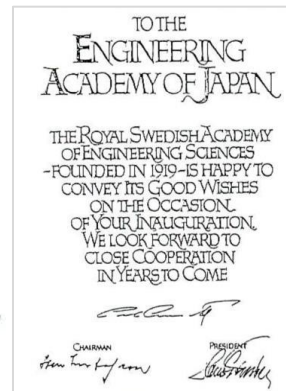 TO THE
ENGINEERING
ACADEMY OF JAPAN
THE ROYAL SWEDISH ACADEMY
OF ENGINEERING SCIENCES
-FOUNDED IN 1919-IS HAPPY TO
CONVEY ITS GOOD WISHES
ON THE OCCASION
OF YOUR INAUGURATION.
WE LOOK FORWARD TO
CLOSE COOPERATION
IN YEARS TO COME
CHAIRMAN
PRESIDENT